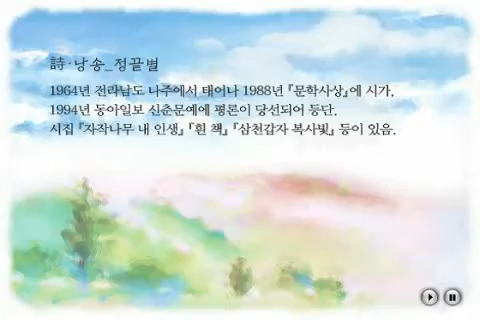 詩·낭송_정끝별
1964년 전라남도 나주에서 태어나 1988년 『문학사상』에 시가,
1994년 동아일보 신춘문예에 평론이 당선되어 등단.
시집 『자작나무 내 인생』 『흰 책』 『삼천갑자 복사빛』 등이 있음.